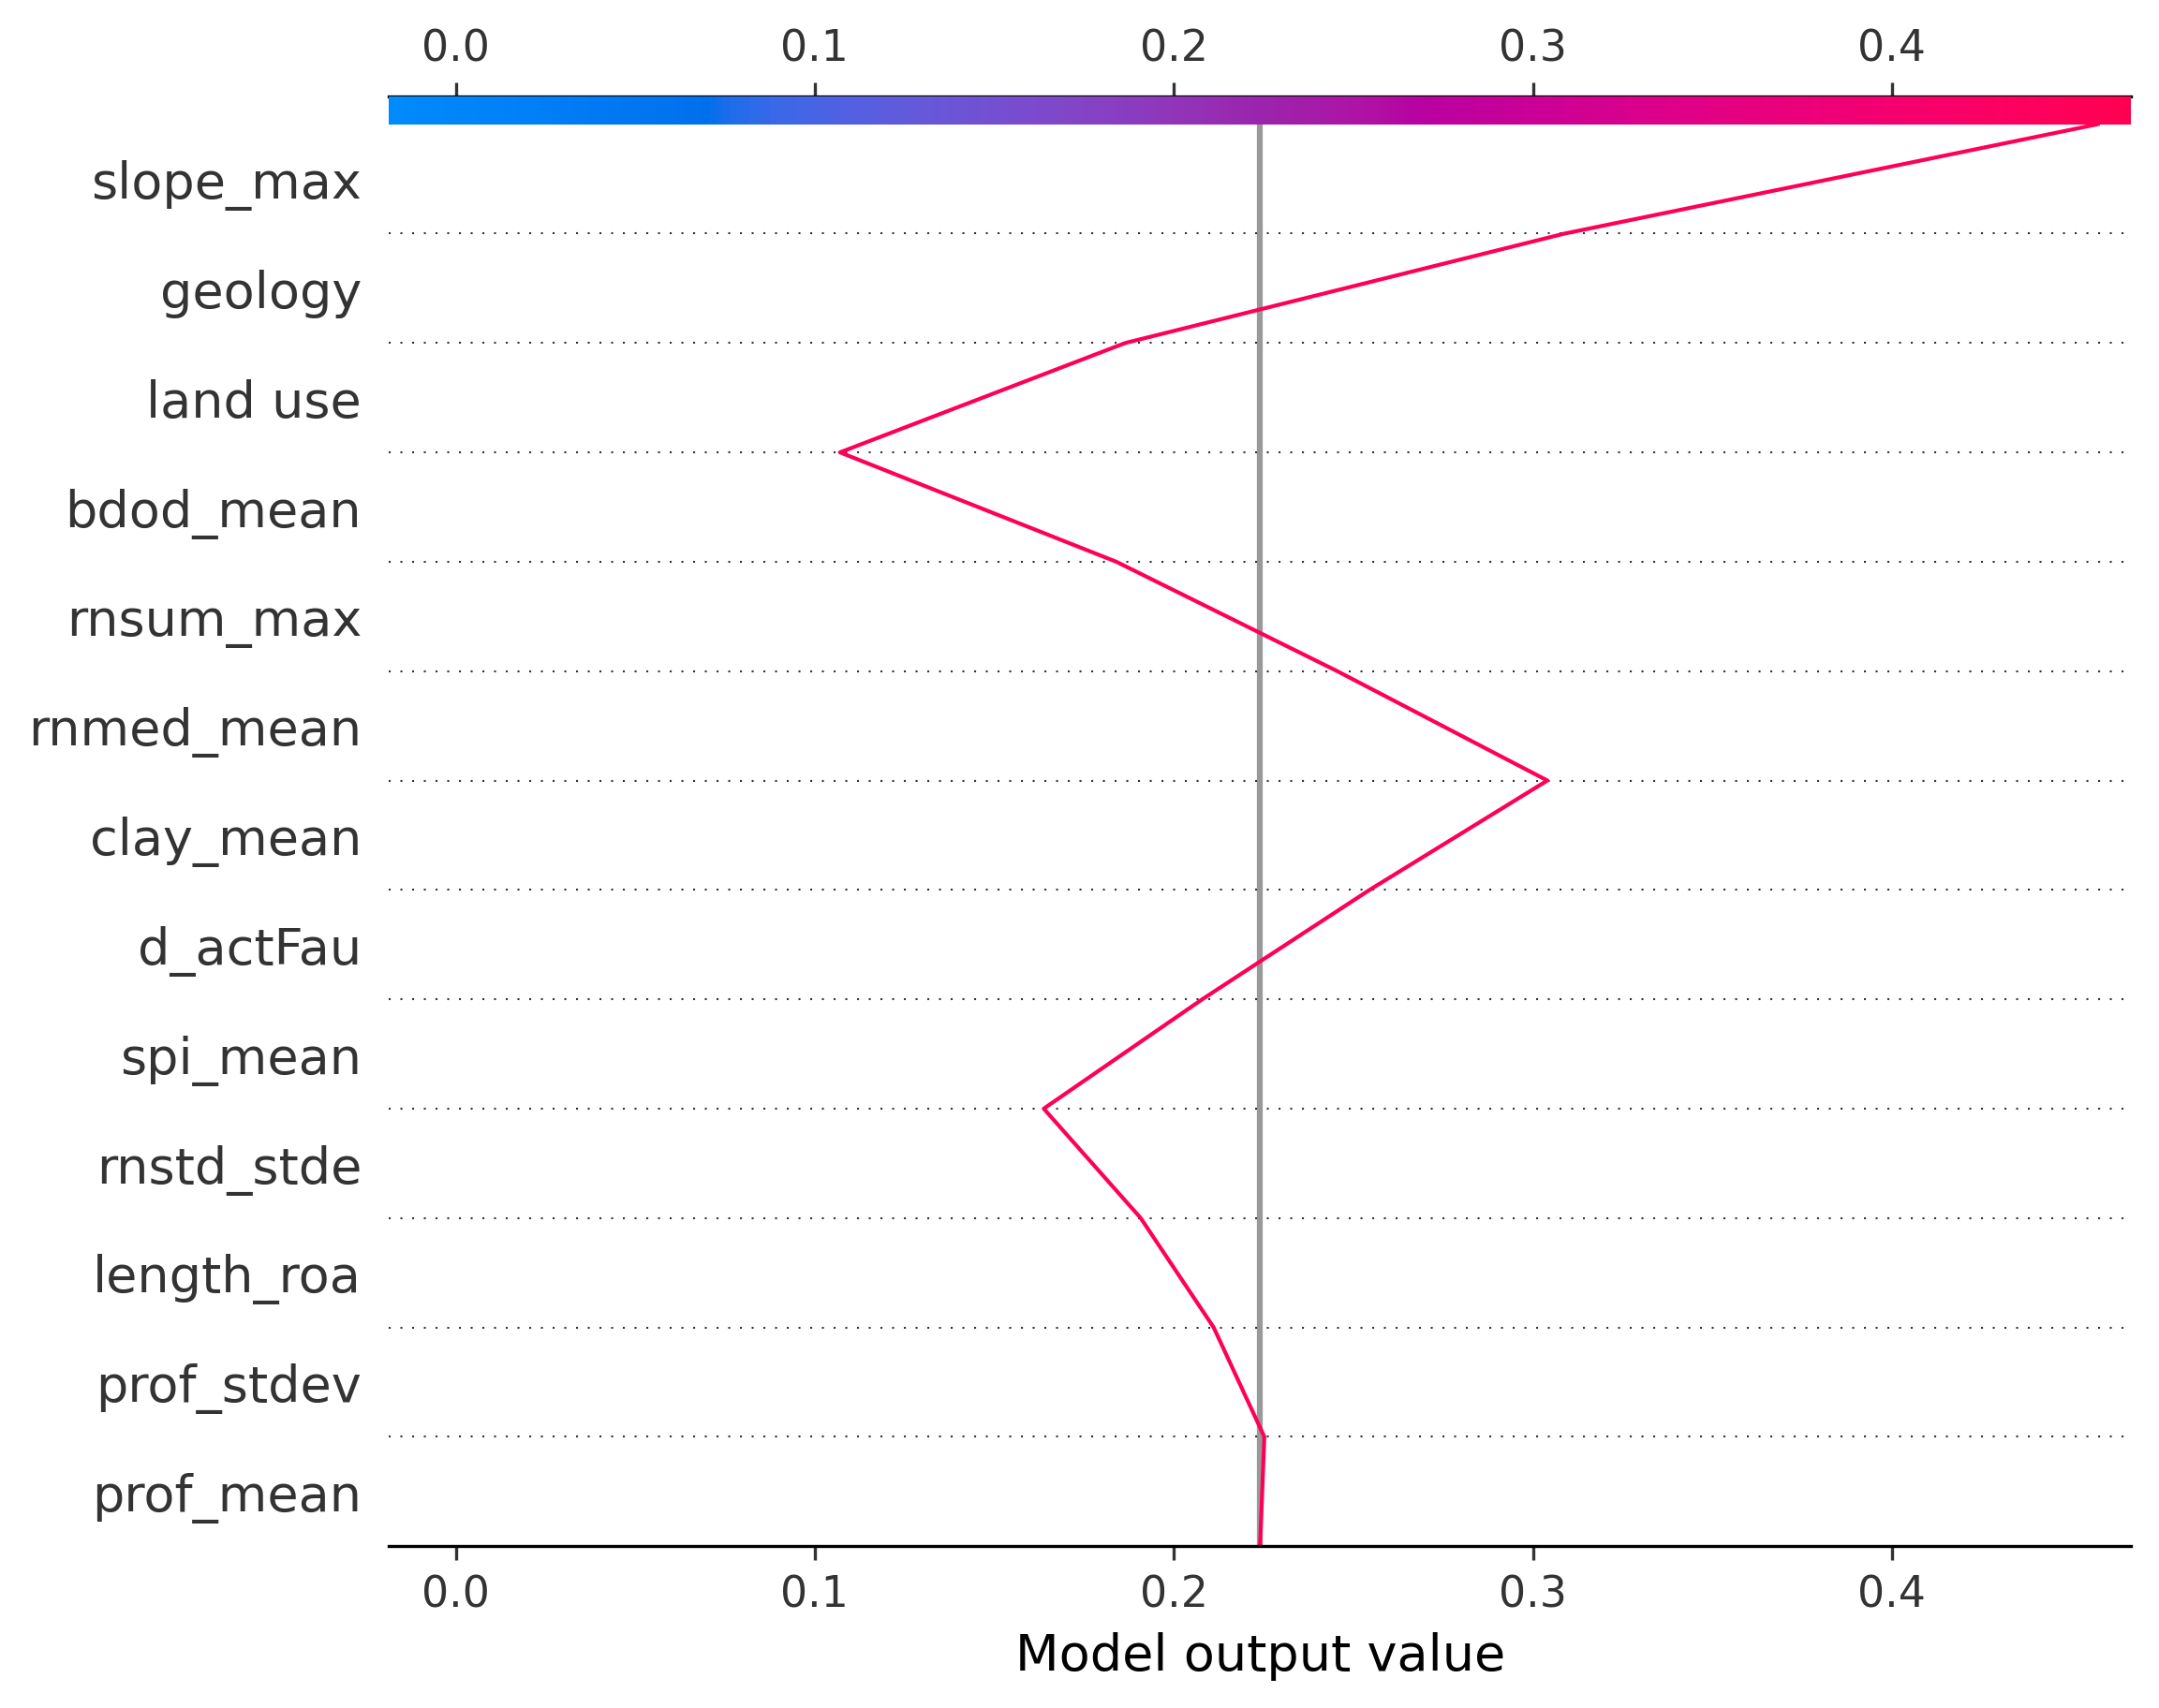 0.0 0.1 0.2 0.3 0.4
slope_max
geology
land use
bdod_mean
rnsum_max
rnmed_mean
clay_mean
d_actFau
spi_mean
rnstd_stde
length_roa
prof_stdev
prof_mean
0.0 0.1 0.2 0.3 0.4
Model output value